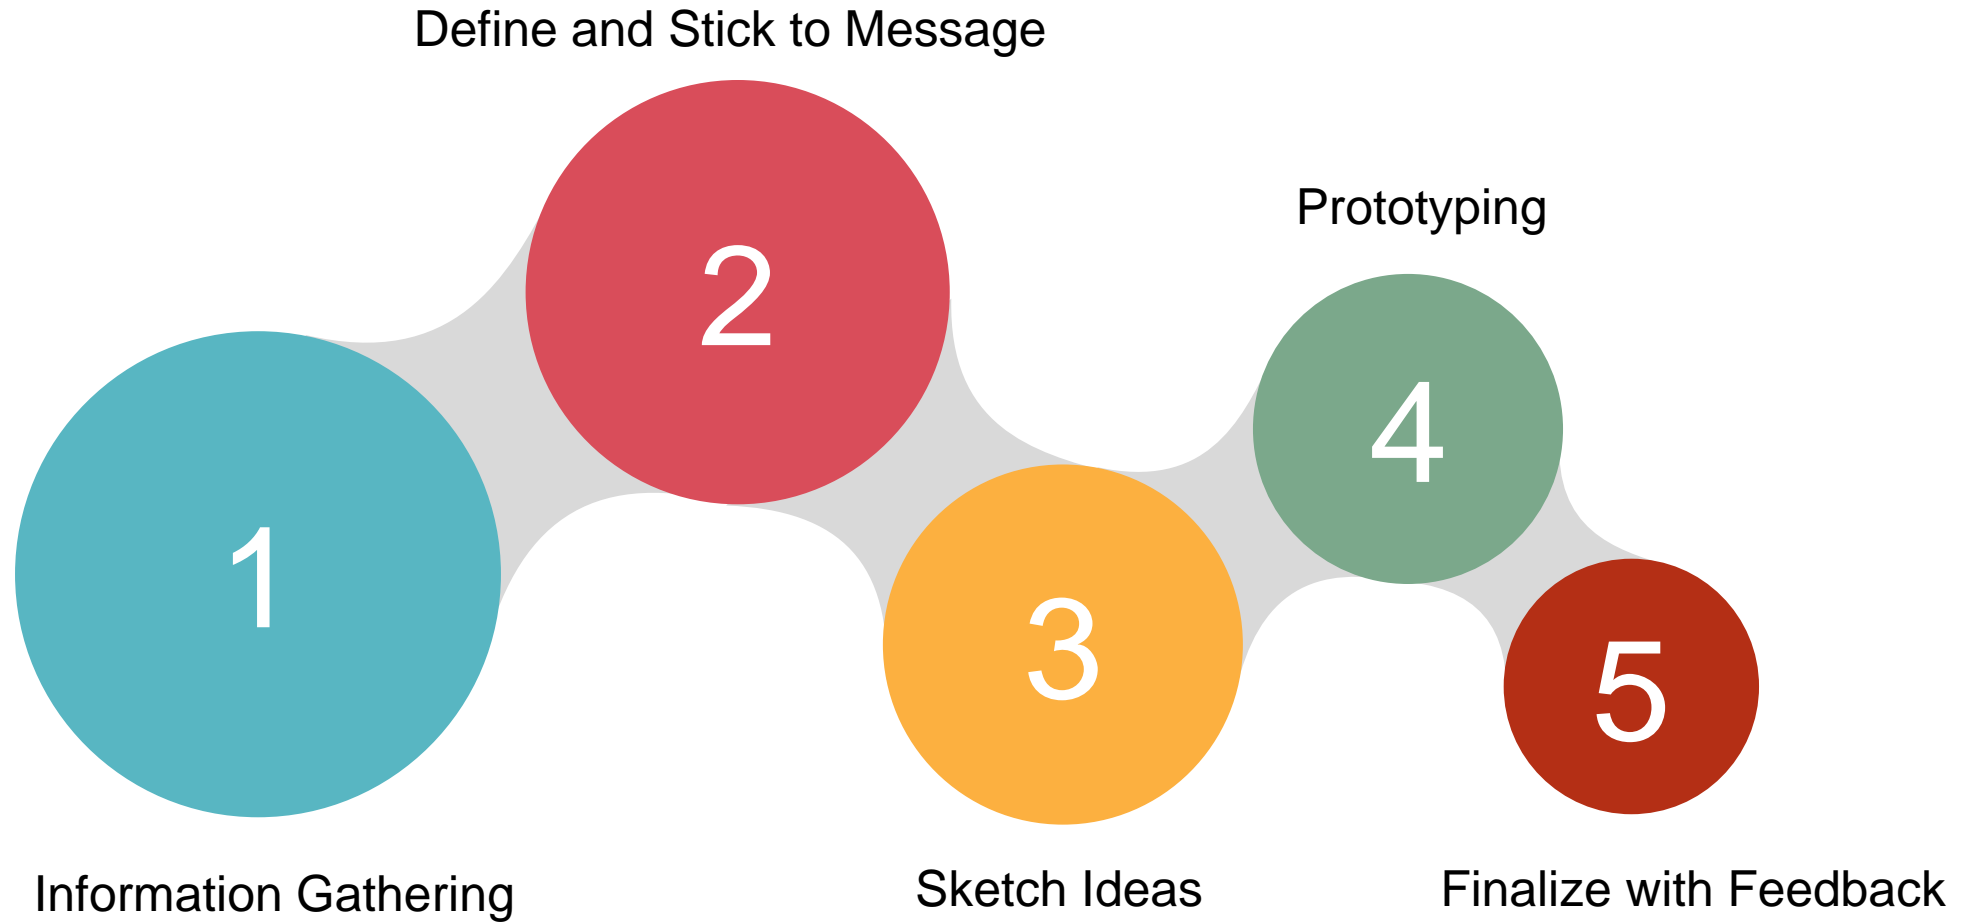 Define and Stick to Message
2
Prototyping
4
1
3
5
Information Gathering
Sketch Ideas
Finalize with Feedback